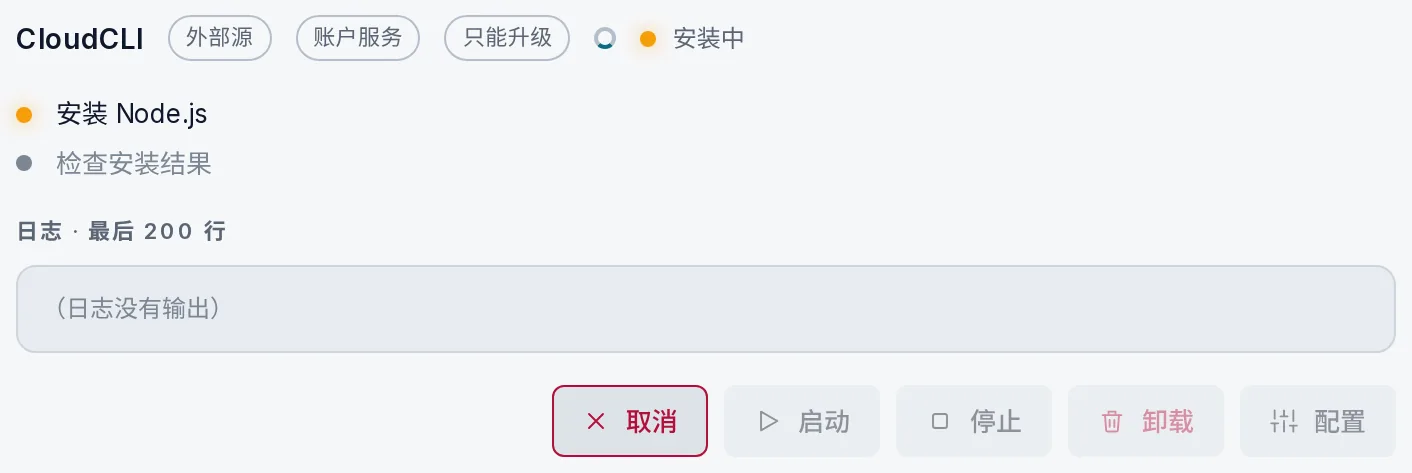 CloudCLI 外部源 账户服务 只能升级 安装中
安装 Node.js
检查安装结果
日志 · 最后 200 行
（日志没有输出）
取消 启动 停止 卸载 配置